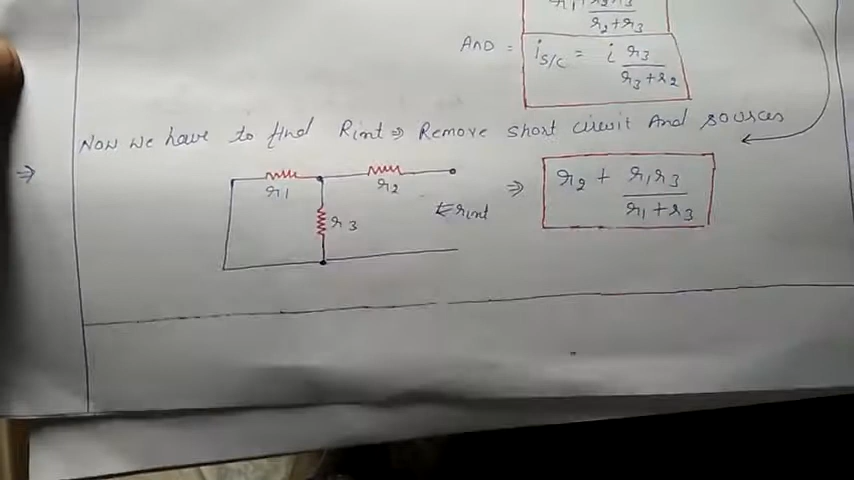 r2+r3
AND = is/c = i r3
r3+r2
Now we have to find Rint ⇒ Remove short circuit And sources
⇒
r1
r2
r3
⇐ rint
⇒ r2 + r1r3
r1+r3